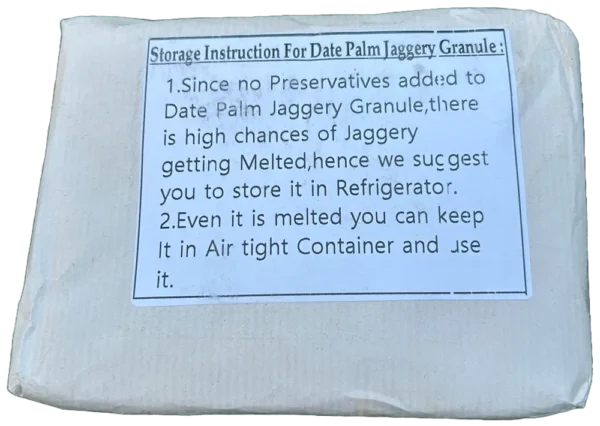 Storage Instruction For Date Palm Jaggery Granule :
1.Since no Preservatives added to
Date Palm Jaggery Granule,there
is high chances of Jaggery
getting Melted,hence we suggest
you to store it in Refrigerator.
2.Even it is melted you can keep
It in Air tight Container and use
it.